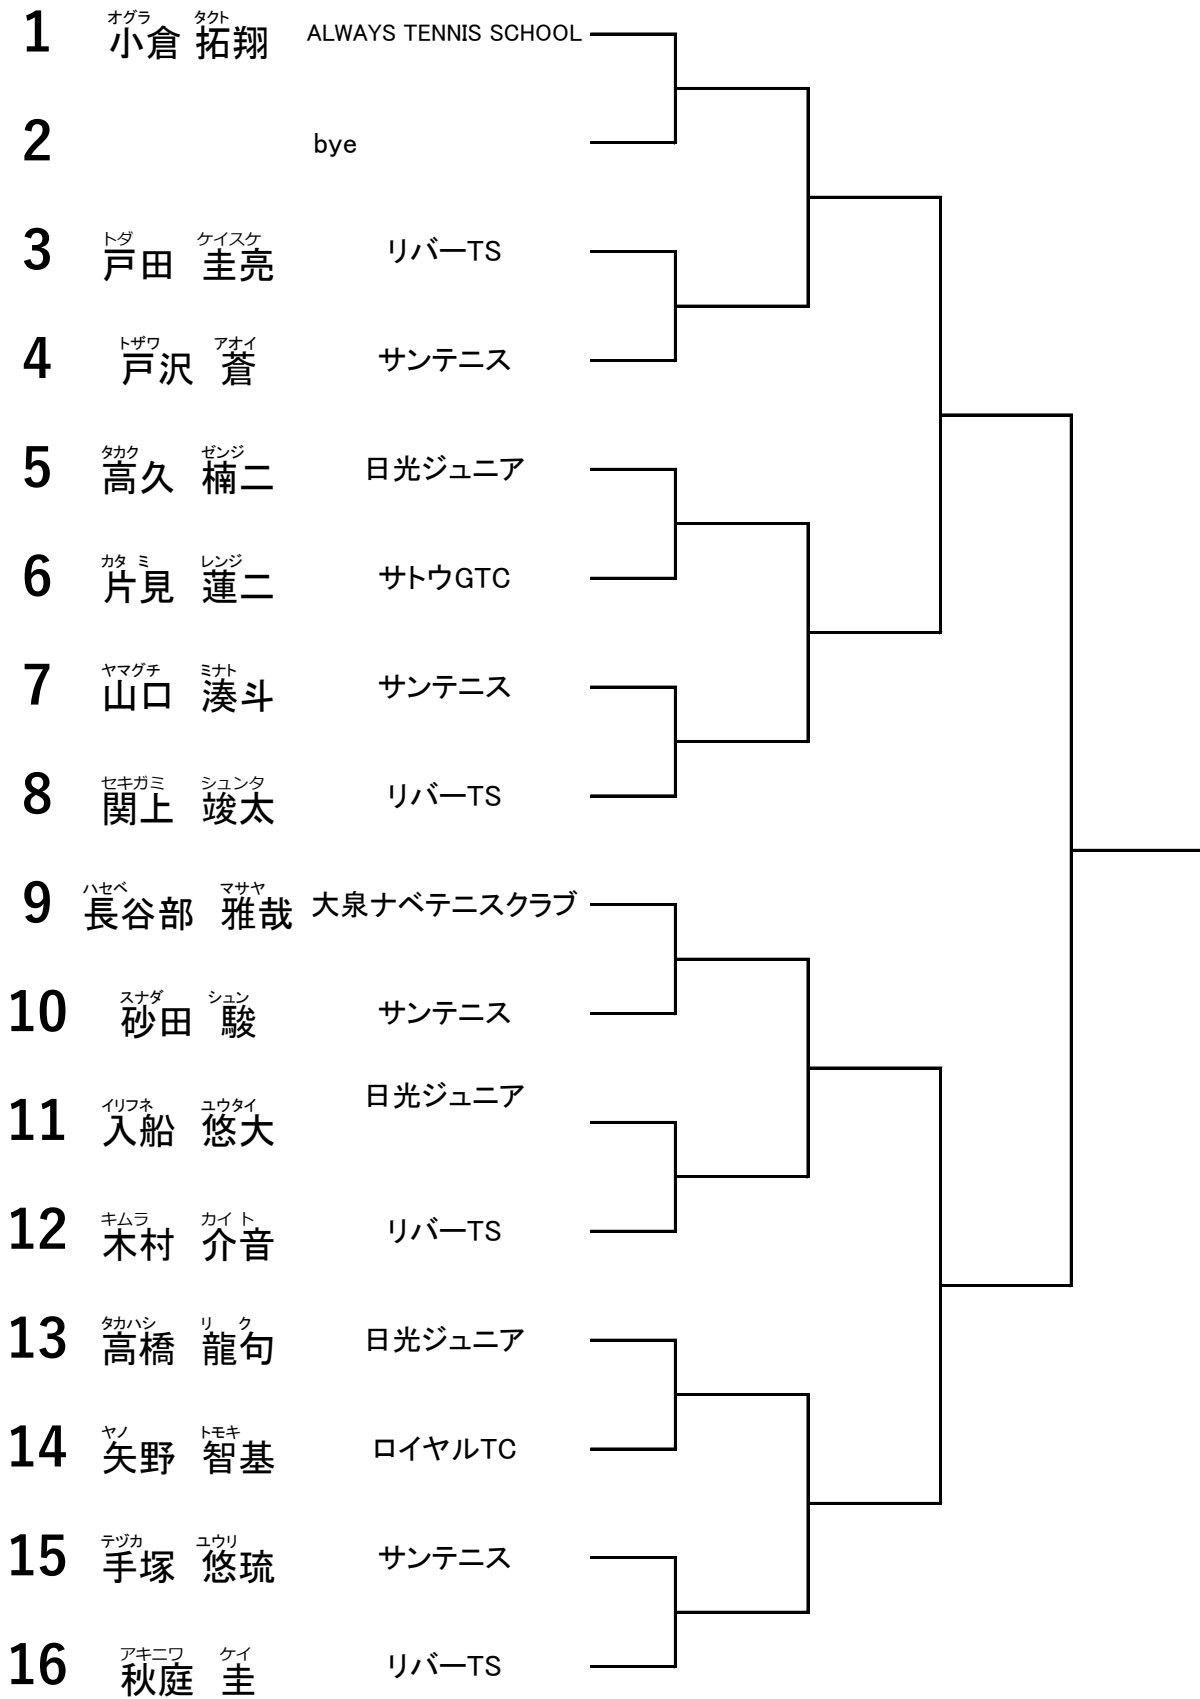 オグラ タクト
1 小倉 拓翔 ALWAYS TENNIS SCHOOL
2 bye
トダ ケイスケ
3 戸田 圭亮 リバーTS
トザワ アオイ
4 戸沢 蒼 サンテニス
タカク ゼンジ
5 高久 楠二 日光ジュニア
カタ ミ レンジ
6 片見 蓮二 サトウGTC
ヤマグチ ミナト
7 山口 湊斗 サンテニス
セキガミ シュンタ
8 関上 竣太 リバーTS
ハセベ マサヤ
9 長谷部 雅哉 大泉ナベテニスクラブ
スナダ シュン
10 砂田 駿 サンテニス
イリフネ ユウタイ
11 入船 悠大 日光ジュニア
キムラ カイ ト
12 木村 介音 リバーTS
タカハシ リ ク
13 高橋 龍句 日光ジュニア
ヤノ トモキ
14 矢野 智基 ロイヤルTC
テヅカ ユウリ
15 手塚 悠琉 サンテニス
アキニワ ケイ
16 秋庭 圭 リバーTS